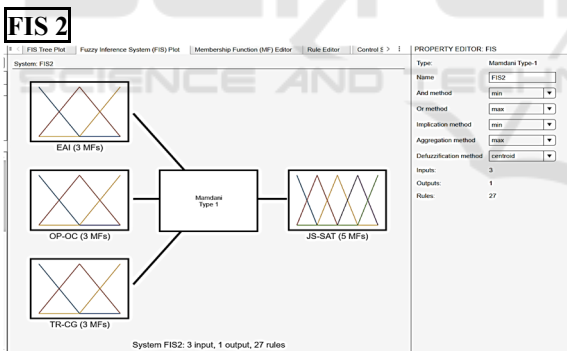 FIS 2
FIS Tree Plot Fuzzy Inference System (FIS) Plot Membership Function (MF) Editor Rule Editor Control S
System: FIS2
EAI (3 MFs)
OP-OC (3 MFs)
TR-CG (3 MFs)
Mamdani
Type 1
JS-SAT (5 MFs)
System FIS2: 3 input, 1 output, 27 rules
PROPERTY EDITOR: FIS
Type: Mamdani Type-1
Name FIS2
And method min
Or method max
Implication method min
Aggregation method max
Defuzzification method centroid
Inputs: 3
Outputs: 1
Rules: 27
SCIENCE AND TECHN